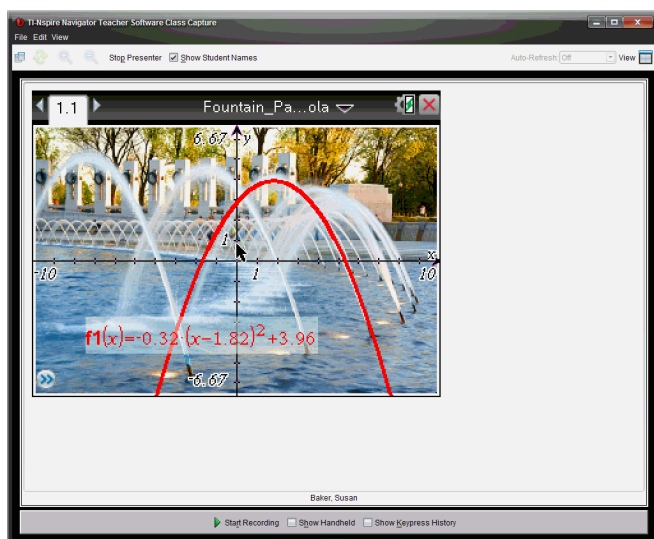 TI-Nspire Navigator Teacher Software Class Capture
File Edit View
Stop Presenter Show Student Names Auto-Refresh: Off View
1.1 Fountain_Pa...ola
6.67 y
1
x
-10 1 10
f1(x)=-0.32·(x-1.82)²+3.96
-6.67
Baker, Susan
Start Recording Show Handheld Show Keypress History